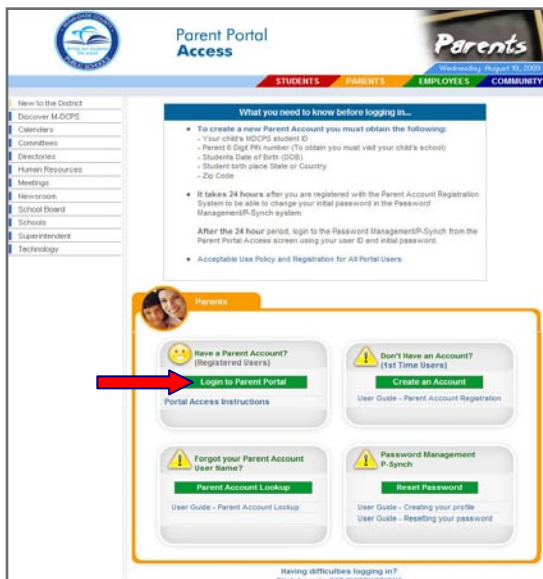 Parent Portal
Access
Parents
Wednesday, August 19, 2009
STUDENTS PARENTS EMPLOYEES COMMUNITY
New to the District
Discover M-DCPS
Calendars
Committees
Directories
Human Resources
Meetings
Newsroom
School Board
Schools
Superintendent
Technology
What you need to know before logging in...
To create a new Parent Account you must obtain the following:
- Your child's MDCPS student ID
- Parent 6 Digit PIN number (To obtain you must visit your child's school)
- Students Date of Birth (DOB)
- Student birth place State or Country
- Zip Code
It takes 24 hours after you are registered with the Parent Account Registration
System to be able to change your initial password in the Password
Management/P-Synch system.
After the 24 hour period, login to the Password Management/P-Synch from the
Parent Portal Access screen using your user ID and initial password.
Acceptable Use Policy and Registration for All Portal Users
Parents
Have a Parent Account?
(Registered Users)
Login to Parent Portal
Portal Access Instructions
Don't Have an Account?
(1st Time Users)
Create an Account
User Guide - Parent Account Registration
Forgot your Parent Account
User Name?
Parent Account Lookup
User Guide - Parent Account Lookup
Password Management
P-Synch
Reset Password
User Guide - Creating your profile
User Guide - Resetting your password
Having difficulties logging in?